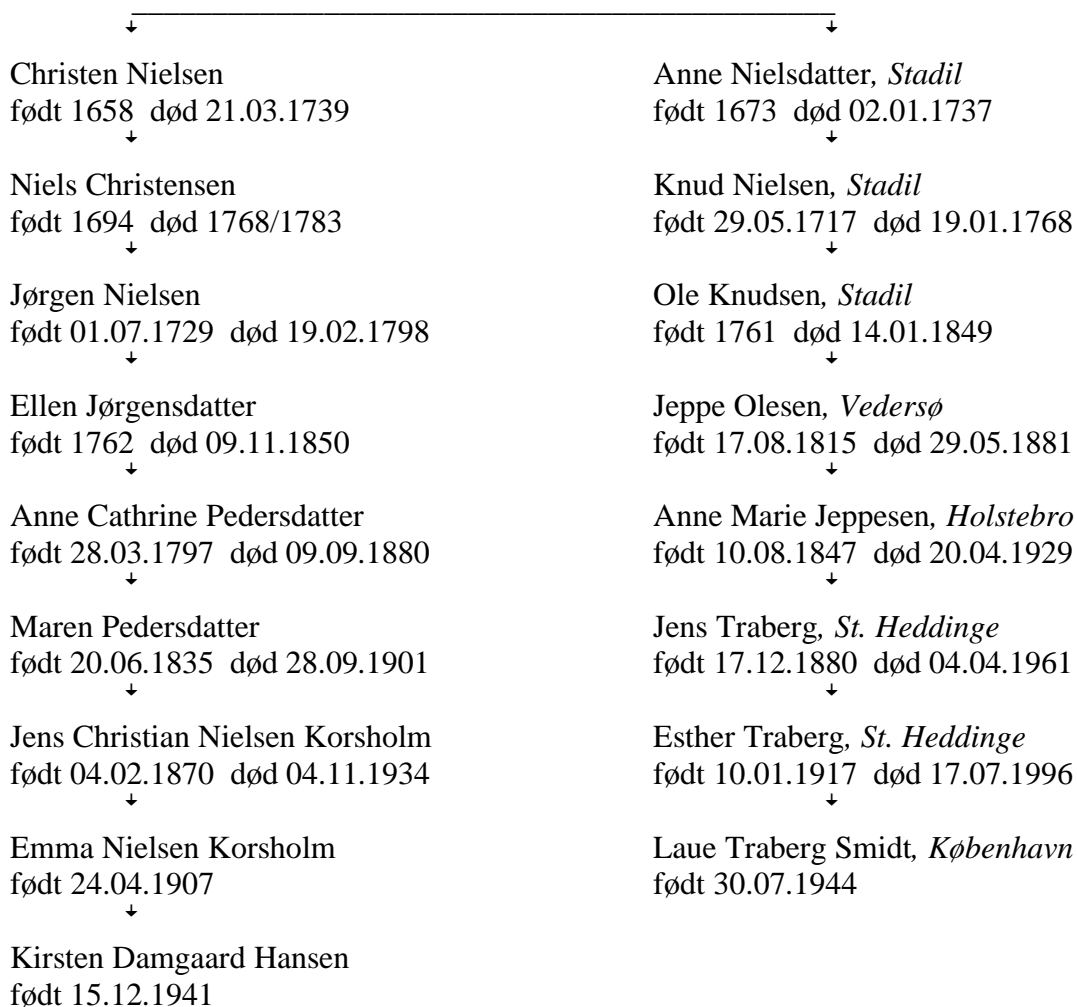 Christen Nielsen
født 1658 død 21.03.1739
Niels Christensen
født 1694 død 1768/1783
Jørgen Nielsen
født 01.07.1729 død 19.02.1798
Ellen Jørgensdatter
født 1762 død 09.11.1850
Anne Cathrine Pedersdatter
født 28.03.1797 død 09.09.1880
Maren Pedersdatter
født 20.06.1835 død 28.09.1901
Jens Christian Nielsen Korsholm
født 04.02.1870 død 04.11.1934
Emma Nielsen Korsholm
født 24.04.1907
Kirsten Damgaard Hansen
født 15.12.1941
Anne Nielsdatter, Stadil
født 1673 død 02.01.1737
Knud Nielsen, Stadil
født 29.05.1717 død 19.01.1768
Ole Knudsen, Stadil
født 1761 død 14.01.1849
Jeppe Olesen, Vedersø
født 17.08.1815 død 29.05.1881
Anne Marie Jeppesen, Holstebro
født 10.08.1847 død 20.04.1929
Jens Traberg, St. Heddinge
født 17.12.1880 død 04.04.1961
Esther Traberg, St. Heddinge
født 10.01.1917 død 17.07.1996
Laue Traberg Smidt, København
født 30.07.1944